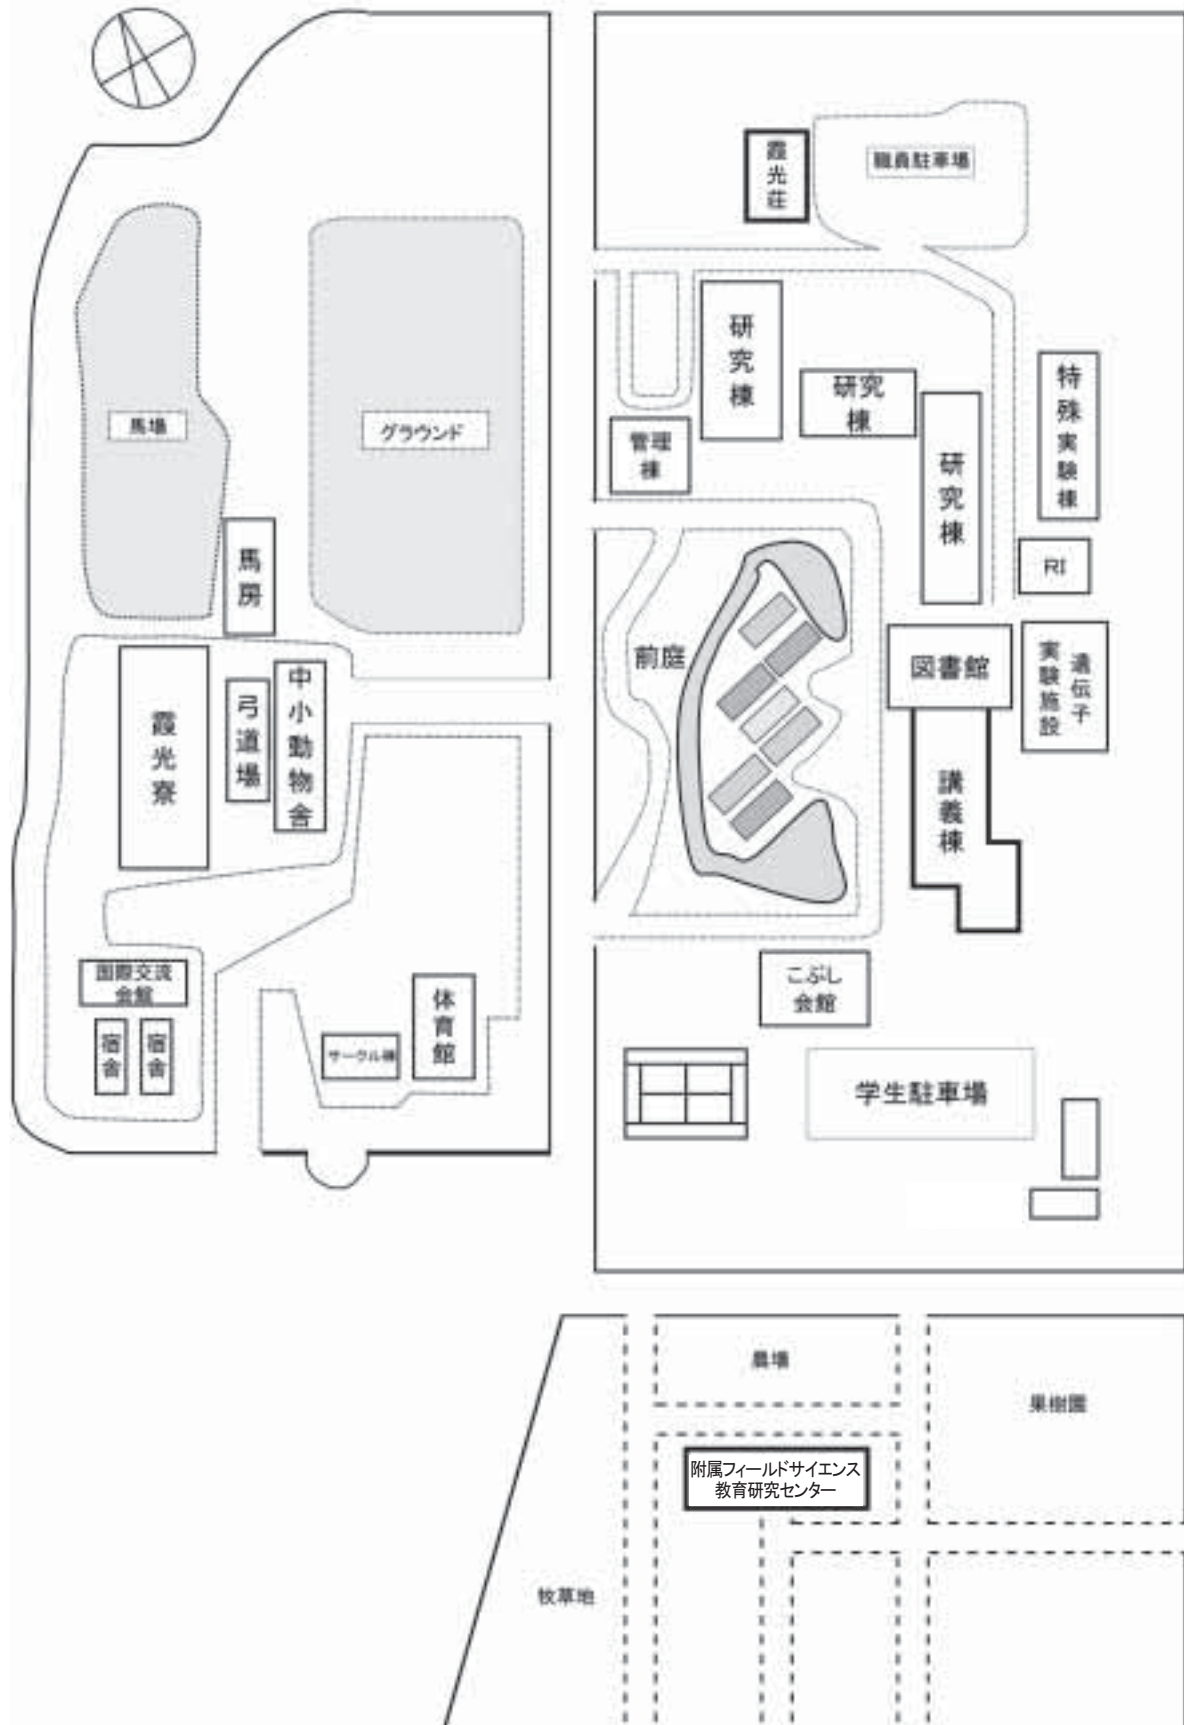 霞光荘
職員駐車場
研究棟
研究
棟
馬場
グラウンド
管理
棟
特殊実験棟
研究棟
馬房
RI
前庭
図書館
遺伝子
実験施設
霞光寮
弓道場
中小動物舎
講義棟
国際交流
会館
こぶし
会館
体育館
宿舎
宿舎
サークル棟
学生駐車場
農場
果樹園
附属フィールドサイエンス
教育研究センター
牧草地